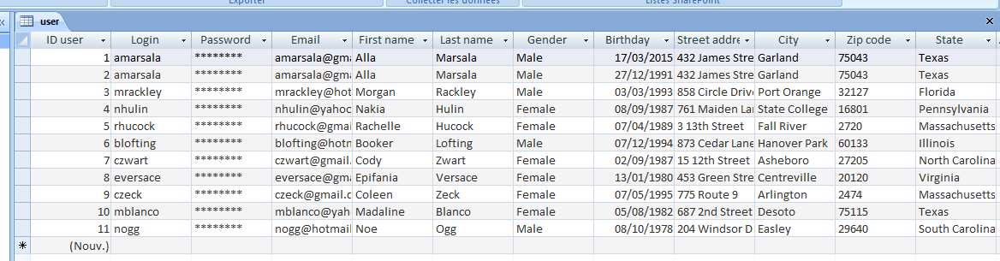 Exporter Collecter les données Listes SharePoint
user
ID user Login Password Email First name Last name Gender Birthday Street addre City Zip code State
1 amarsala ******** amarsala@gma Alla Marsala Male 17/03/2015 432 James Stre Garland 75043 Texas
2 amarsala ******** amarsala@gma Alla Marsala Male 27/12/1991 432 James Stre Garland 75043 Texas
3 mrackley ******** mrackley@hot Morgan Rackley Male 03/03/1993 858 Circle Drive Port Orange 32127 Florida
4 nhulin ******** nhulin@yahoo Nakia Hulin Female 08/09/1987 761 Maiden Lan State College 16801 Pennsylvania
5 rhucock ******** rhucock@gmai Rachelle Hucock Female 07/04/1989 3 13th Street Fall River 2720 Massachusetts
6 blofting ******** blofting@hotn Booker Lofting Male 07/12/1994 873 Cedar Lane Hanover Park 60133 Illinois
7 czwart ******** czwart@gmail. Cody Zwart Female 02/09/1987 15 12th Street Asheboro 27205 North Carolina
8 eversace ******** eversace@gma Epifania Versace Female 13/01/1980 453 Green Stre Centreville 20120 Virginia
9 czeck ******** czeck@gmail.c Coleen Zeck Female 07/05/1995 775 Route 9 Arlington 2474 Massachusetts
10 mblanco ******** mblanco@yah Madaline Blanco Female 05/08/1982 687 2nd Street Desoto 75115 Texas
11 nogg ******** nogg@hotmail Noe Ogg Male 08/10/1978 204 Windsor D Easley 29640 South Carolina
(Nouv.)